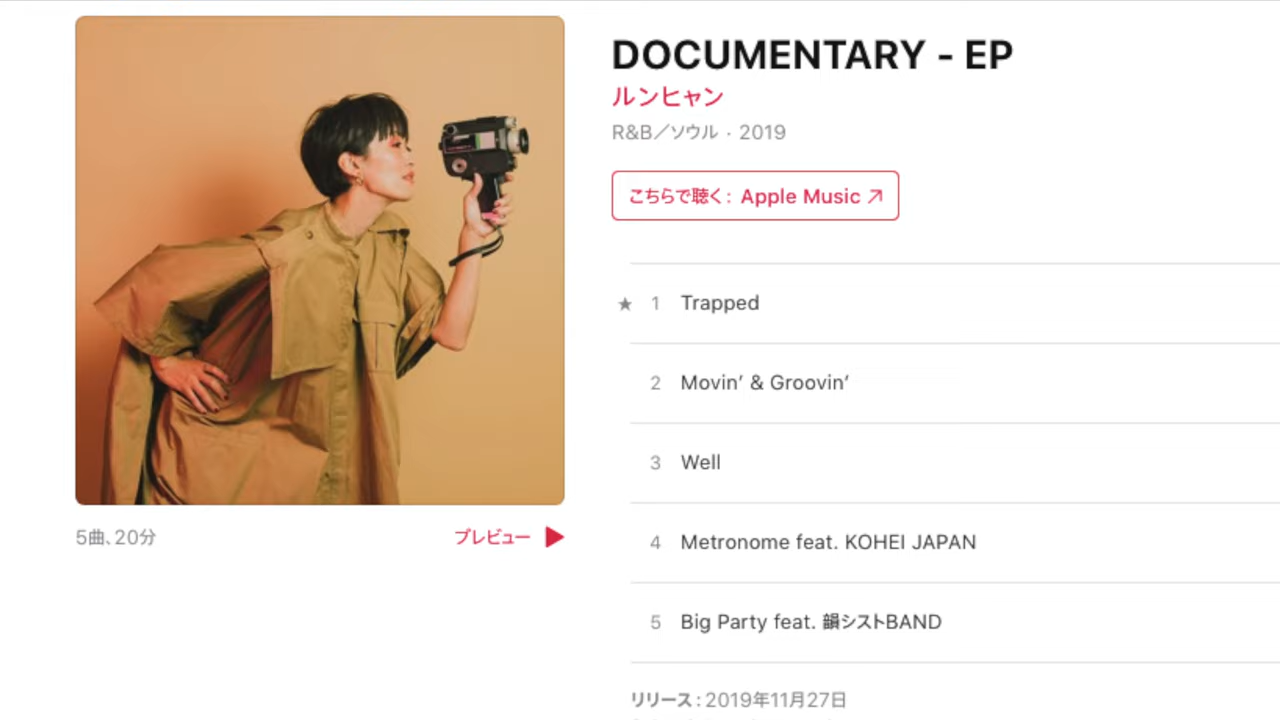 DOCUMENTARY - EP
ルンヒャン
R&B／ソウル · 2019
こちらで聴く: Apple Music
★ 1 Trapped
2 Movin’ & Groovin‘
3 Well
4 Metronome feat. KOHEI JAPAN
5 Big Party feat. 韻シストBAND
リリース: 2019年11月27日
5曲、20分
プレビュー